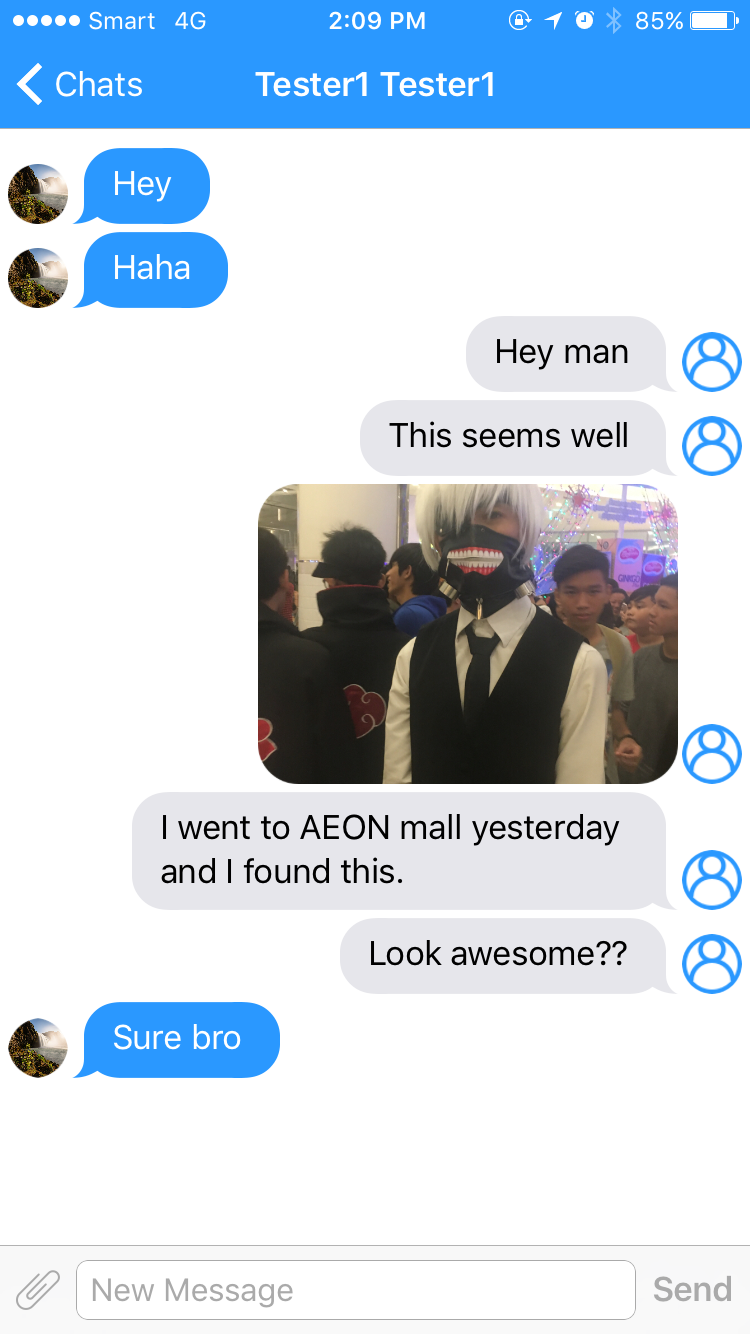 Smart 4G 2:09 PM 85%
Chats Tester1 Tester1
Hey
Haha
Hey man
This seems well
GINKGO
I went to AEON mall yesterday
and I found this.
Look awesome??
Sure bro
New Message Send